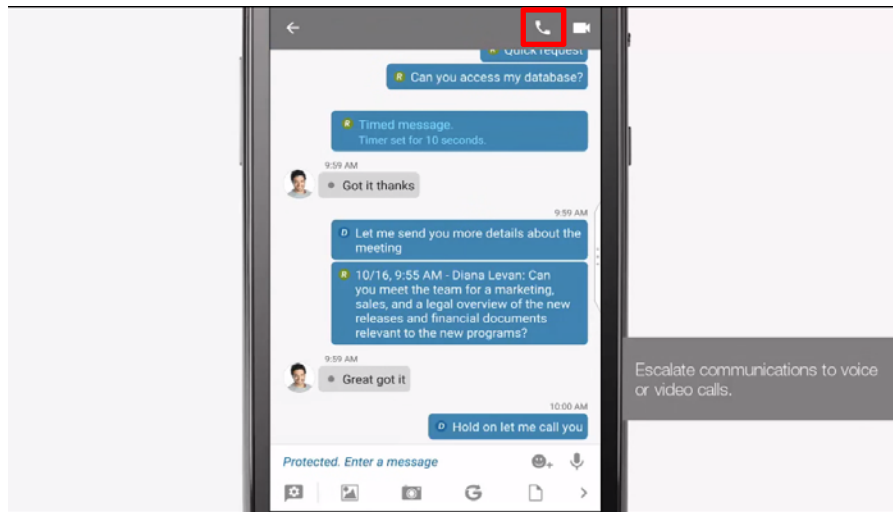 R Quick request
R Can you access my database?
R Timed message.
Timer set for 10 seconds.
9:59 AM
Got it thanks
9:59 AM
D Let me send you more details about the
meeting
R 10/16, 9:55 AM - Diana Levan: Can
you meet the team for a marketing,
sales, and a legal overview of the new
releases and financial documents
relevant to the new programs?
9:59 AM
Great got it
Escalate communications to voice
or video calls.
10:00 AM
D Hold on let me call you
Protected. Enter a message
G